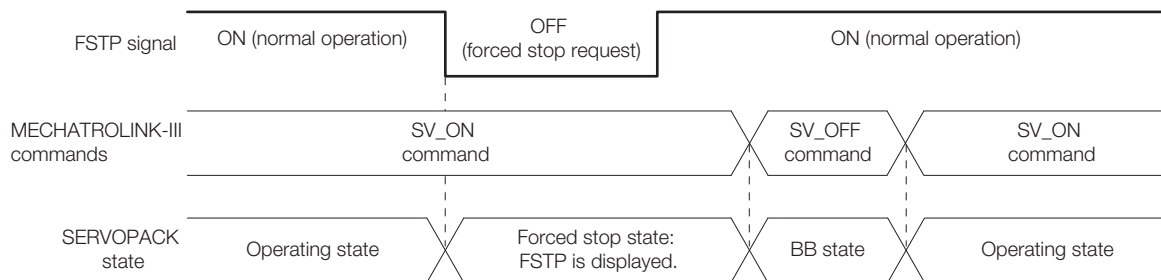 FSTP signal
ON (normal operation)
OFF
(forced stop request)
ON (normal operation)
MECHATROLINK-III
commands
SV_ON
command
SV_OFF
command
SV_ON
command
SERVOPACK
state
Operating state
Forced stop state:
FSTP is displayed.
BB state
Operating state